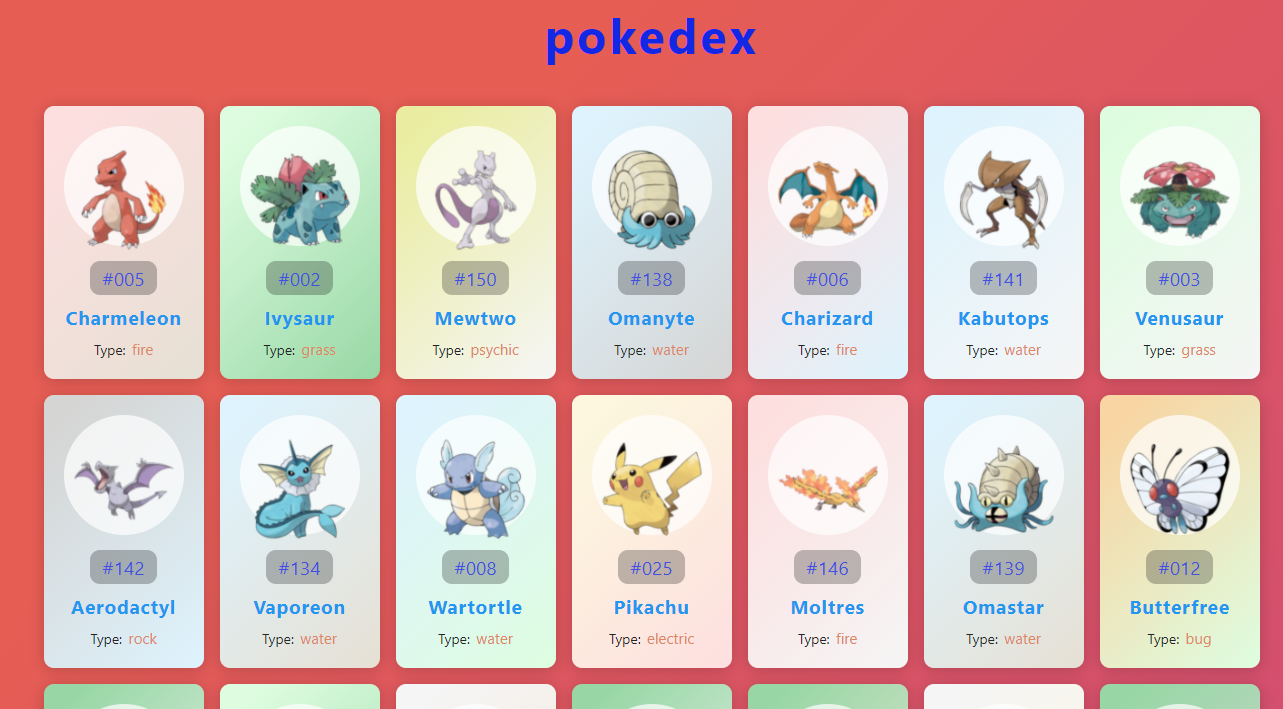 pokedex
#005
Charmeleon
Type: fire
#002
Ivysaur
Type: grass
#150
Mewtwo
Type: psychic
#138
Omanyte
Type: water
#006
Charizard
Type: fire
#141
Kabutops
Type: water
#003
Venusaur
Type: grass
#142
Aerodactyl
Type: rock
#134
Vaporeon
Type: water
#008
Wartortle
Type: water
#025
Pikachu
Type: electric
#146
Moltres
Type: fire
#139
Omastar
Type: water
#012
Butterfree
Type: bug